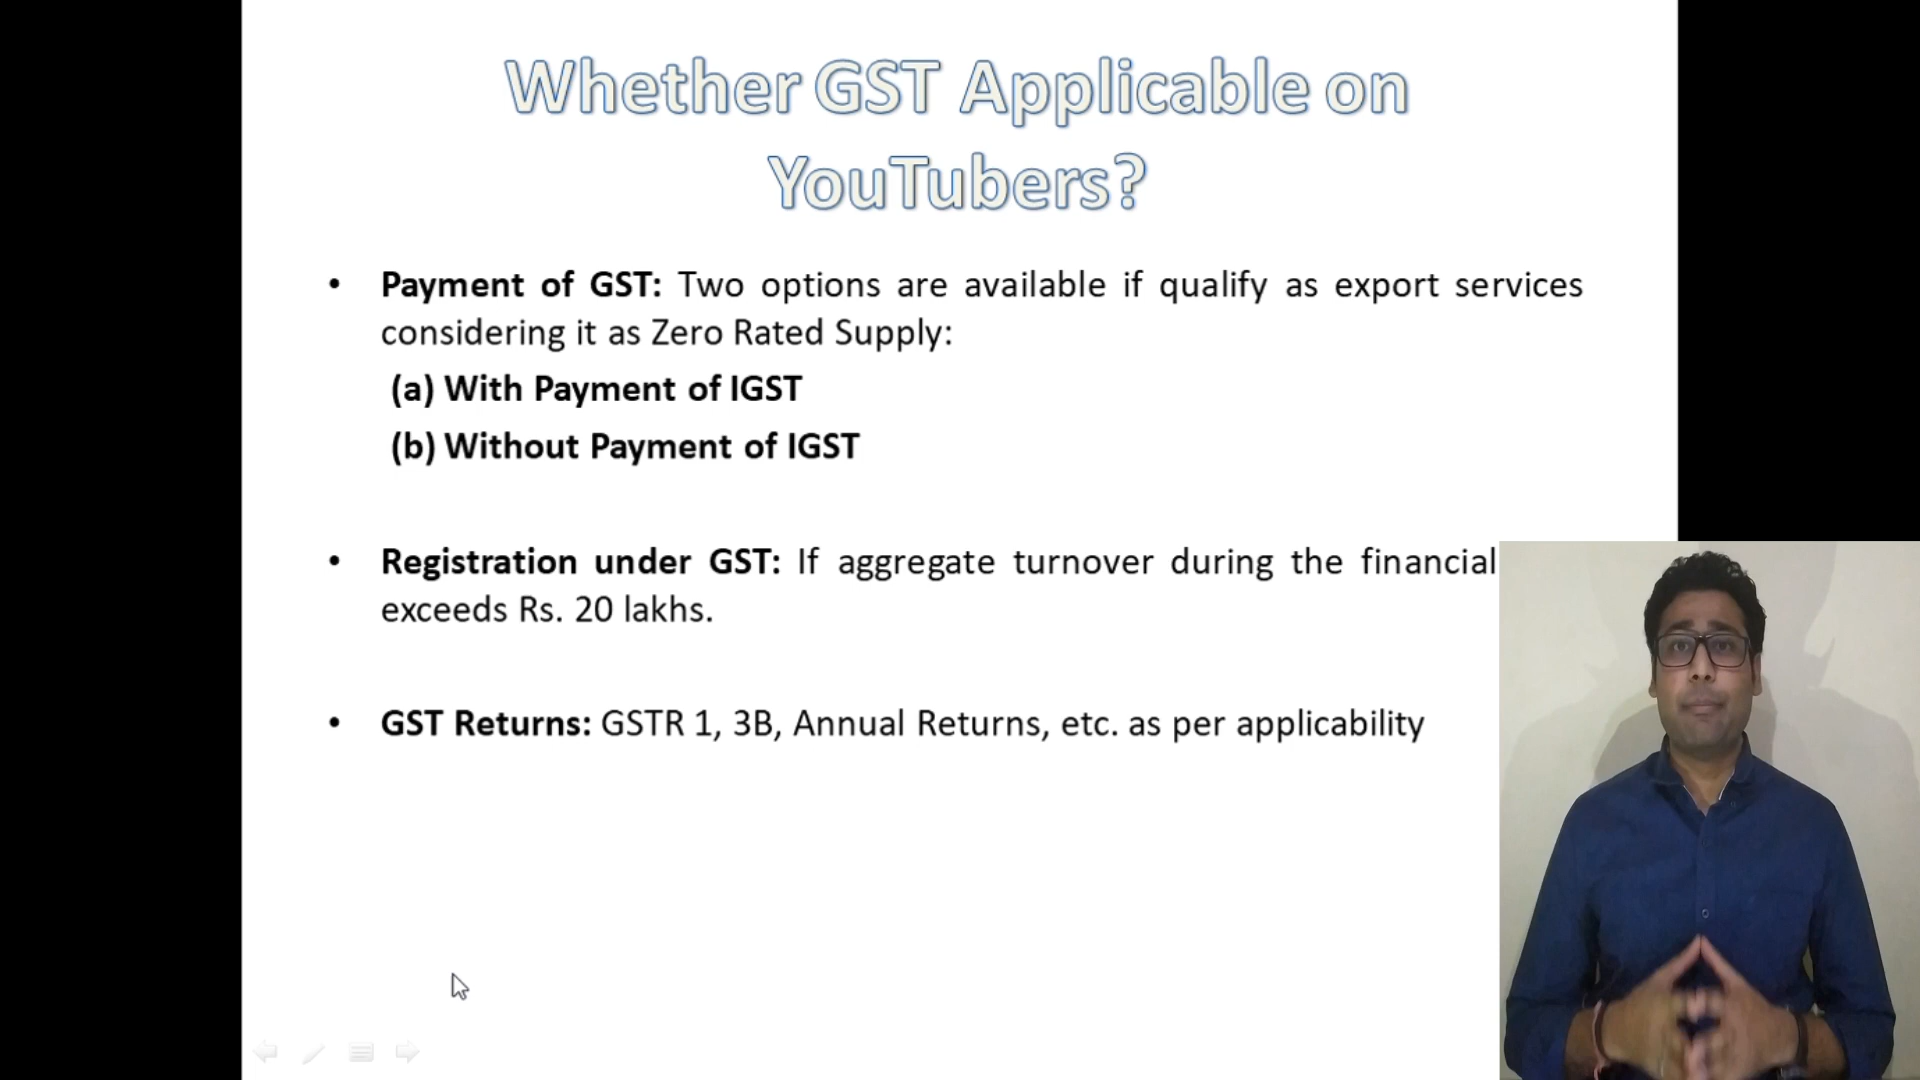 Whether GST Applicable on
YouTubers?
• Payment of GST: Two options are available if qualify as export services
considering it as Zero Rated Supply:
(a) With Payment of IGST
(b) Without Payment of IGST
• Registration under GST: If aggregate turnover during the financial
exceeds Rs. 20 lakhs.
• GST Returns: GSTR 1, 3B, Annual Returns, etc. as per applicability